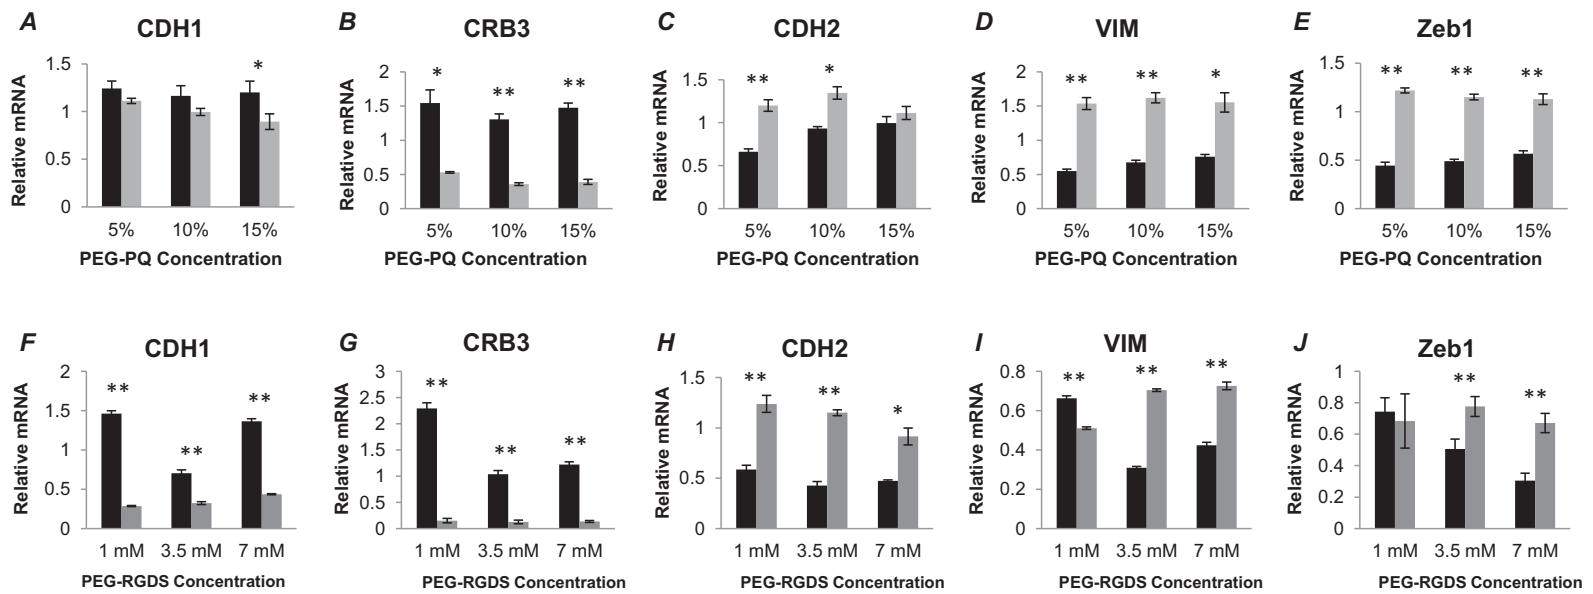 A CDH1
Relative mRNA
1.5
1
0.5
0
*
5% 10% 15%
PEG-PQ Concentration
B CRB3
Relative mRNA
2
1.5
1
0.5
0
* ** **
5% 10% 15%
PEG-PQ Concentration
C CDH2
Relative mRNA
1.5
1
0.5
0
** *
5% 10% 15%
PEG-PQ Concentration
D VIM
Relative mRNA
2
1.5
1
0.5
0
** ** *
5% 10% 15%
PEG-PQ Concentration
E Zeb1
Relative mRNA
1.5
1
0.5
0
** ** **
5% 10% 15%
PEG-PQ Concentration
F CDH1
Relative mRNA
2
1.5
1
0.5
0
** ** **
1 mM 3.5 mM 7 mM
PEG-RGDS Concentration
G CRB3
Relative mRNA
3
2.5
2
1.5
1
0.5
0
** ** **
1 mM 3.5 mM 7 mM
PEG-RGDS Concentration
H CDH2
Relative mRNA
1.5
1
0.5
0
** ** *
1 mM 3.5 mM 7 mM
PEG-RGDS Concentration
I VIM
Relative mRNA
0.8
0.6
0.4
0.2
0
** ** **
1 mM 3.5 mM 7 mM
PEG-RGDS Concentration
J Zeb1
Relative mRNA
1
0.8
0.6
0.4
0.2
0
** **
1 mM 3.5 mM 7 mM
PEG-RGDS Concentration